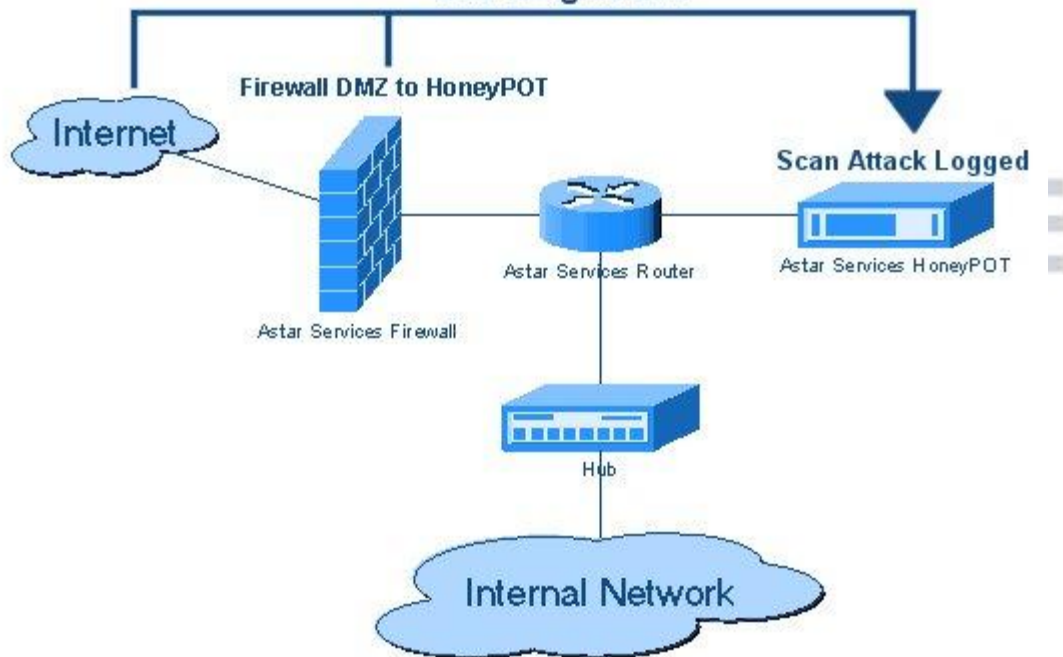 Firewall DMZ to HoneyPOT
Internet
Scan Attack Logged
Astar Services Router
Astar Services HoneyPOT
Astar Services Firewall
Hub
Internal Network